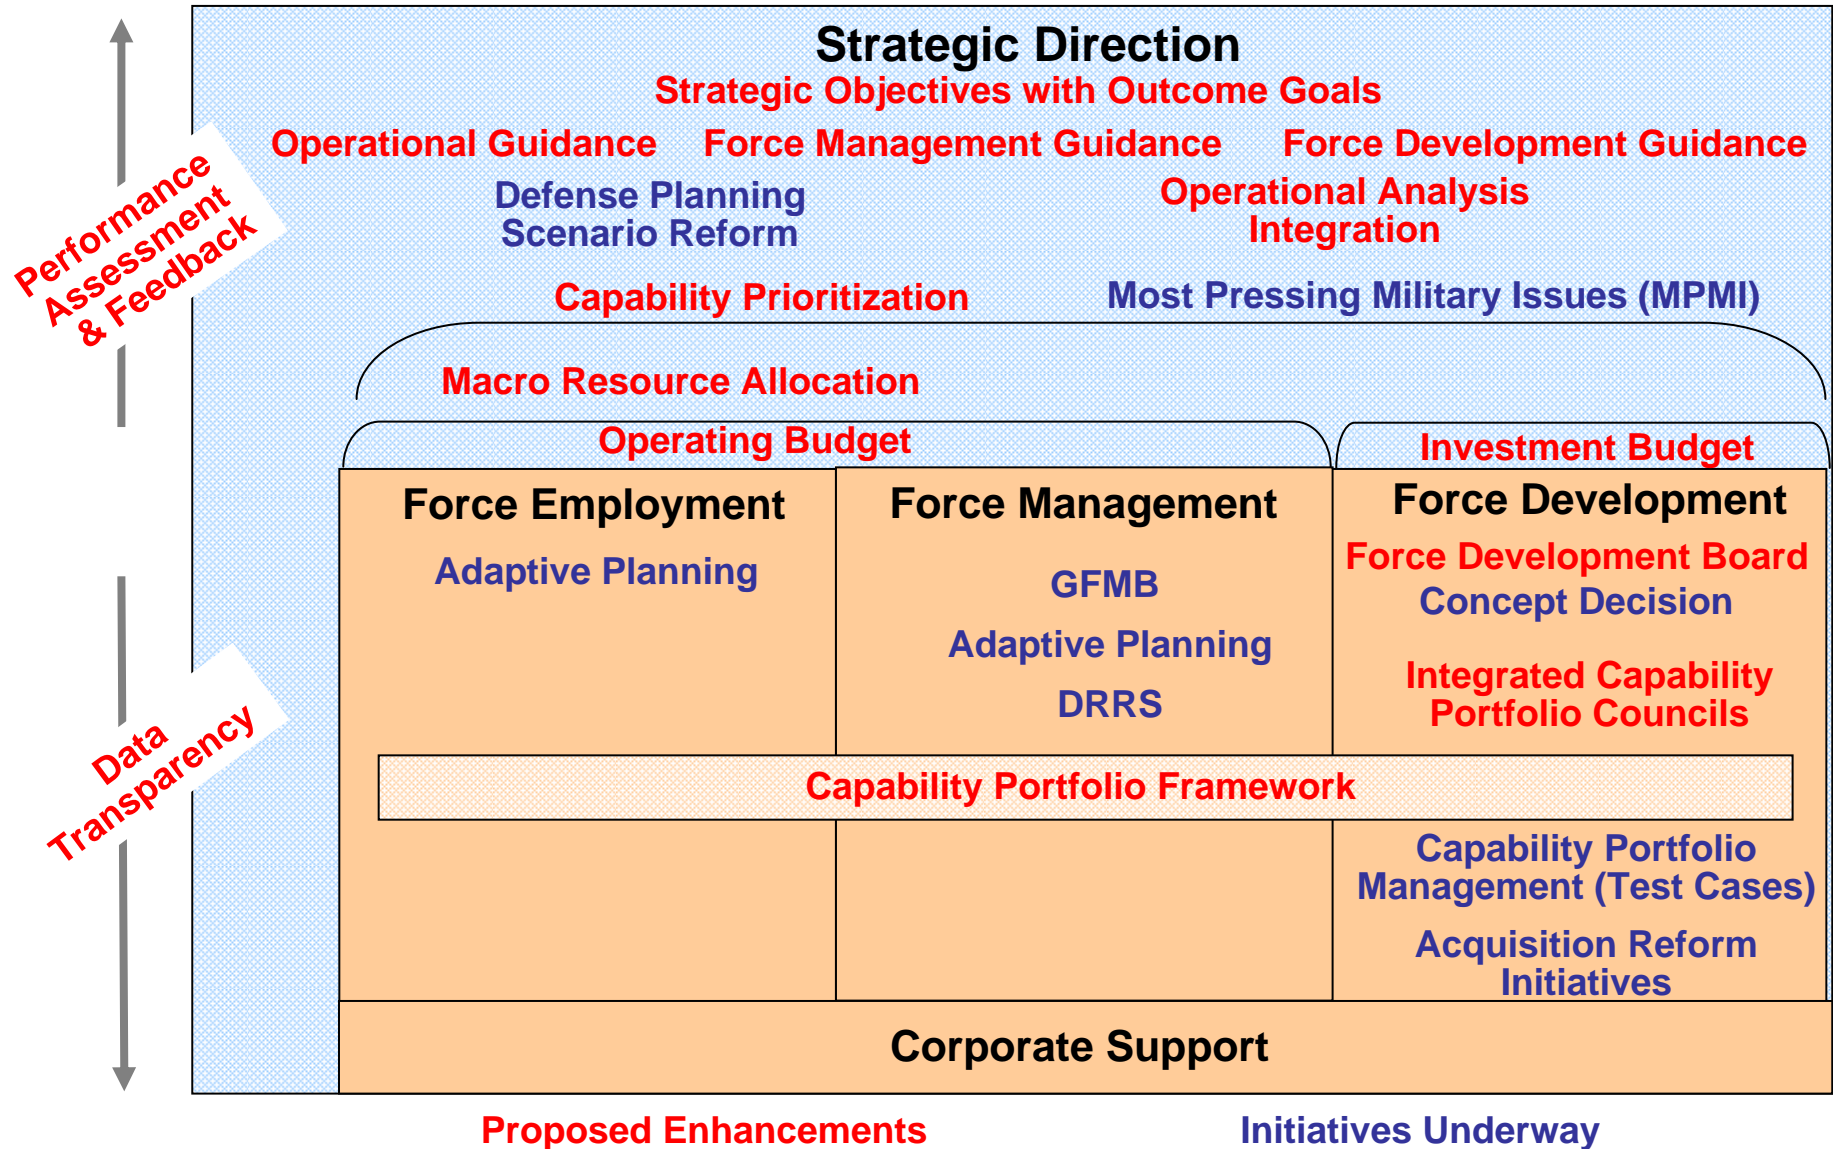 Strategic Direction
Strategic Objectives with Outcome Goals
Operational Guidance
Force Management Guidance
Force Development Guidance
Defense Planning
Scenario Reform
Operational Analysis
Integration
Capability Prioritization
Most Pressing Military Issues (MPMI)
Performance
Assessment
& Feedback
Macro Resource Allocation
Operating Budget
Investment Budget
Force Employment
Adaptive Planning
Force Management
GFMB
Adaptive Planning
DRRS
Force Development
Force Development Board
Concept Decision
Integrated Capability
Portfolio Councils
Data
Transparency
Capability Portfolio Framework
Capability Portfolio
Management (Test Cases)
Acquisition Reform
Initiatives
Corporate Support
Proposed Enhancements
Initiatives Underway